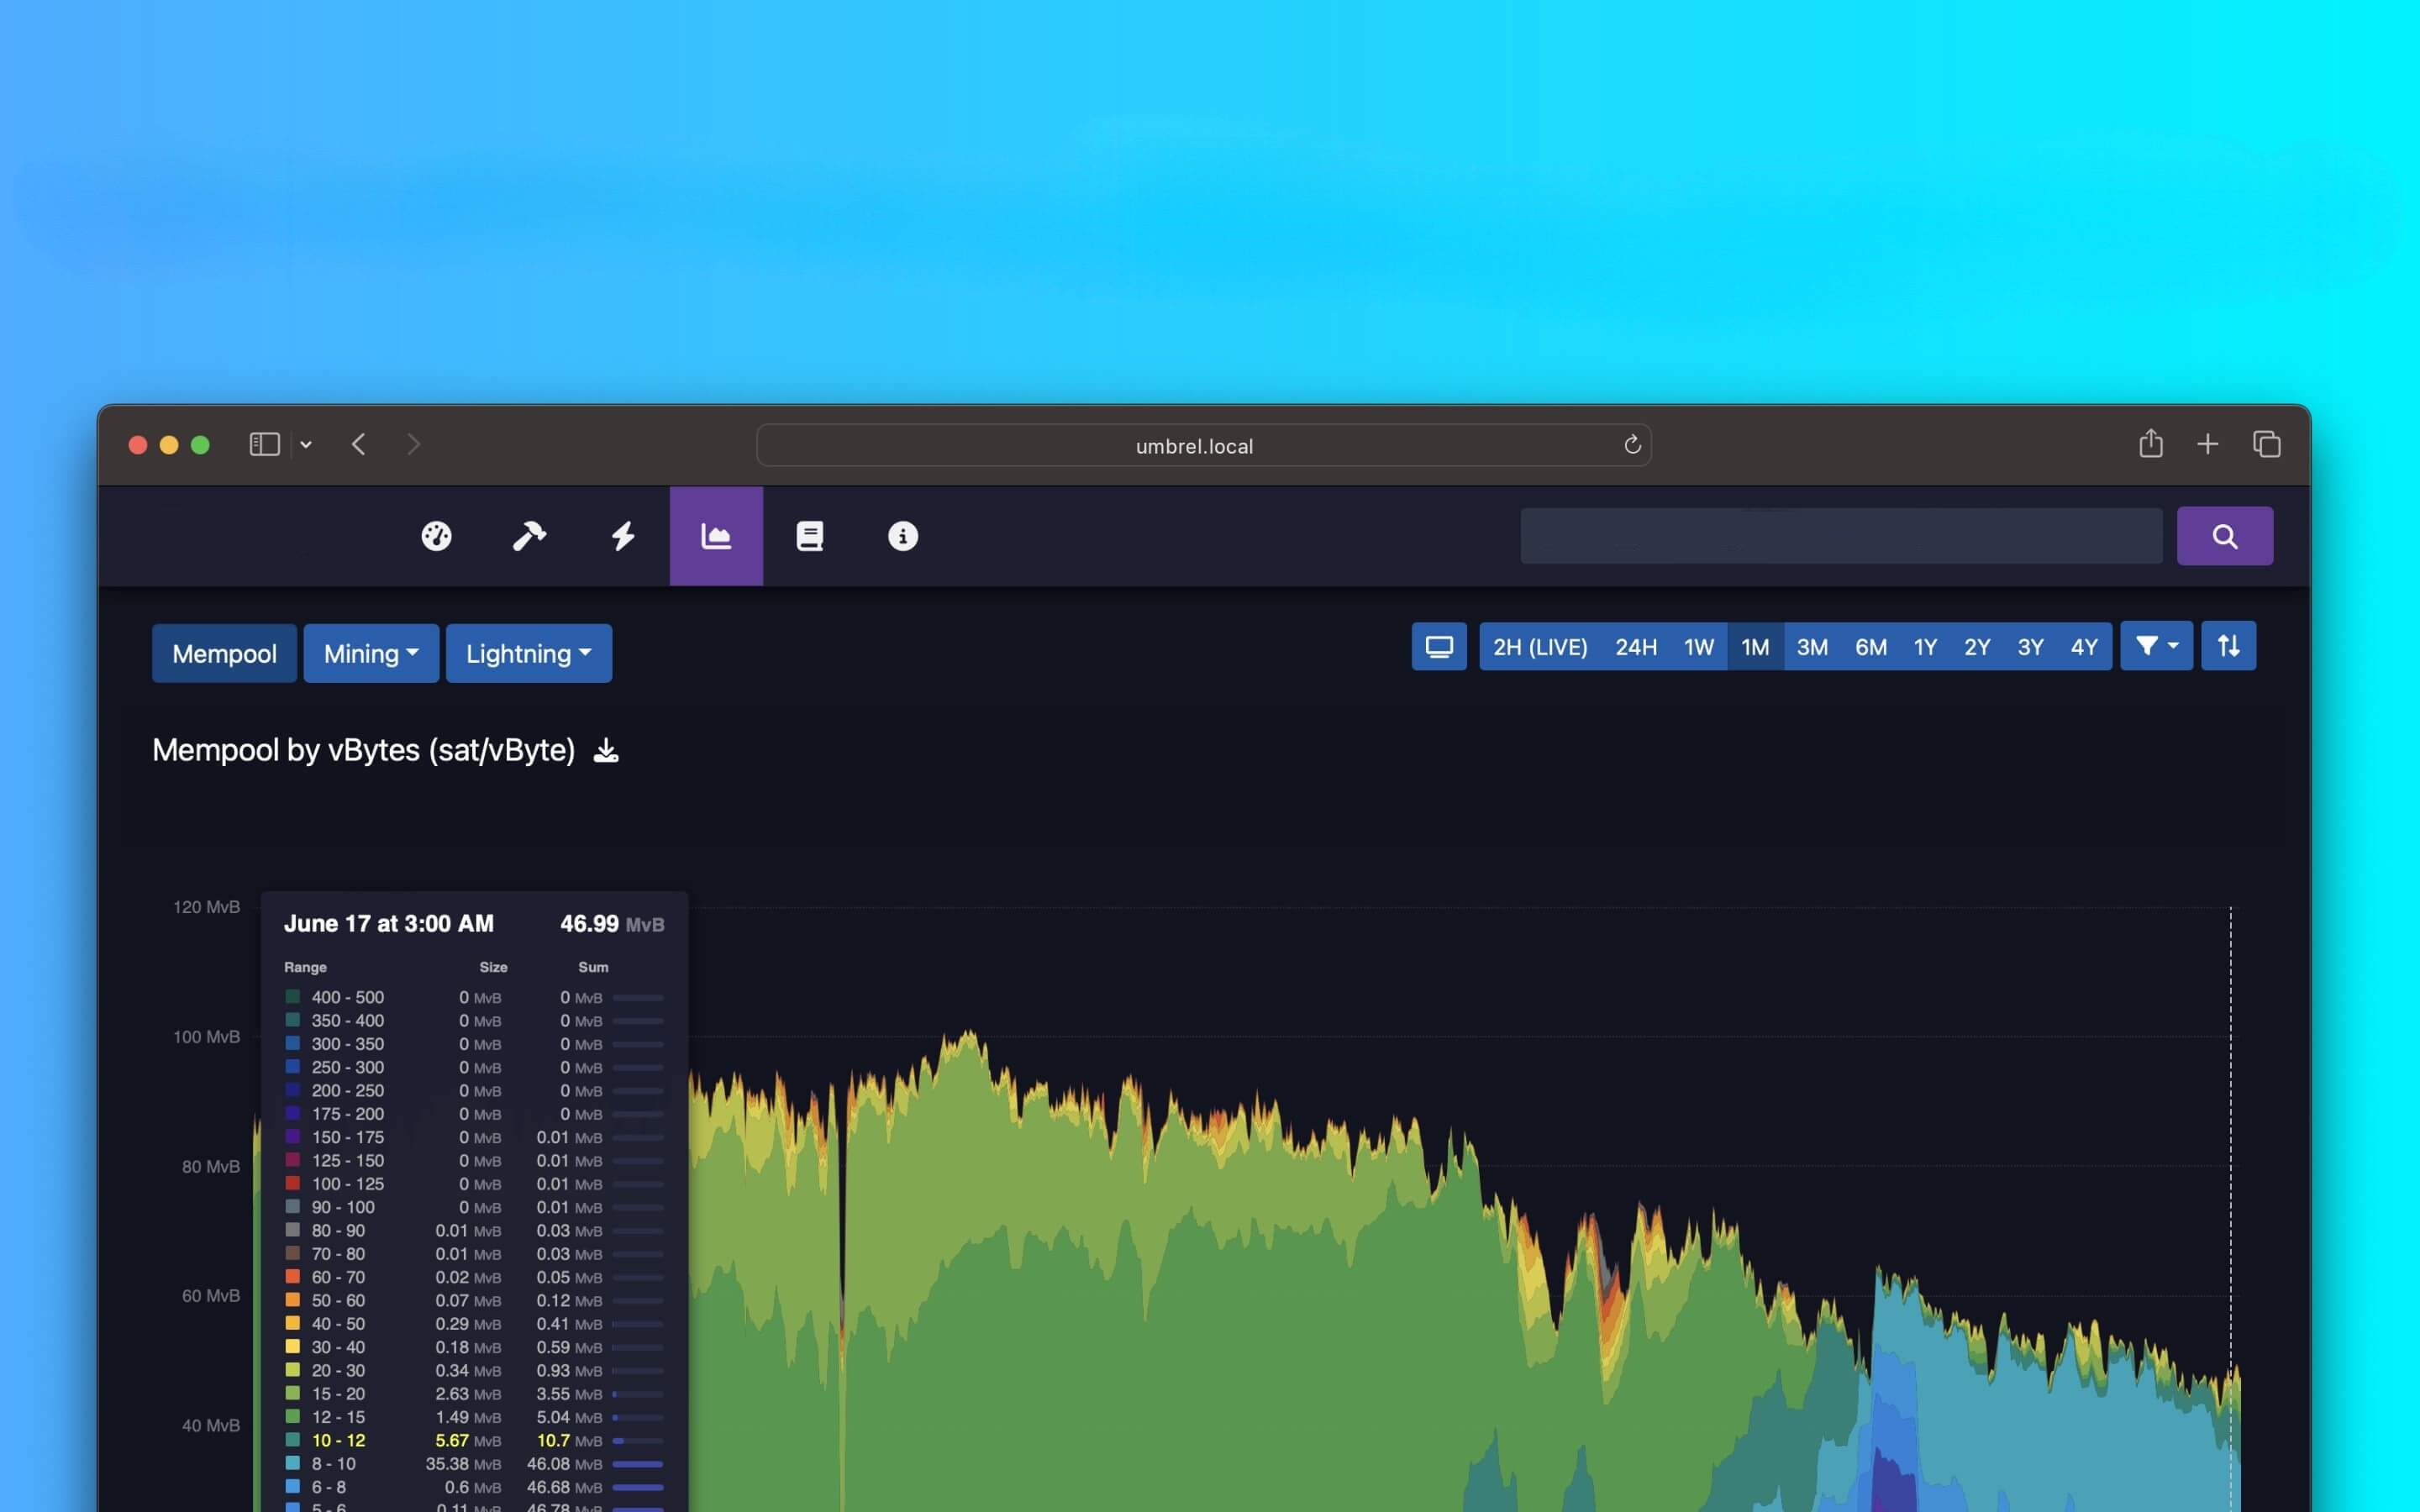 umbrel.local
Mempool Mining Lightning
2H (LIVE) 24H 1W 1M 3M 6M 1Y 2Y 3Y 4Y
Mempool by vBytes (sat/vByte)
120 MvB
100 MvB
80 MvB
60 MvB
40 MvB
June 17 at 3:00 AM 46.99 MvB
Range Size Sum
400 - 500 0 MvB 0 MvB
350 - 400 0 MvB 0 MvB
300 - 350 0 MvB 0 MvB
250 - 300 0 MvB 0 MvB
200 - 250 0 MvB 0 MvB
175 - 200 0 MvB 0 MvB
150 - 175 0 MvB 0.01 MvB
125 - 150 0 MvB 0.01 MvB
100 - 125 0 MvB 0.01 MvB
90 - 100 0 MvB 0.01 MvB
80 - 90 0.01 MvB 0.03 MvB
70 - 80 0.01 MvB 0.03 MvB
60 - 70 0.02 MvB 0.05 MvB
50 - 60 0.07 MvB 0.12 MvB
40 - 50 0.29 MvB 0.41 MvB
30 - 40 0.18 MvB 0.59 MvB
20 - 30 0.34 MvB 0.93 MvB
15 - 20 2.63 MvB 3.55 MvB
12 - 15 1.49 MvB 5.04 MvB
10 - 12 5.67 MvB 10.7 MvB
8 - 10 35.38 MvB 46.08 MvB
6 - 8 0.6 MvB 46.68 MvB
5 - 6 0.11 MvB 46.78 MvB